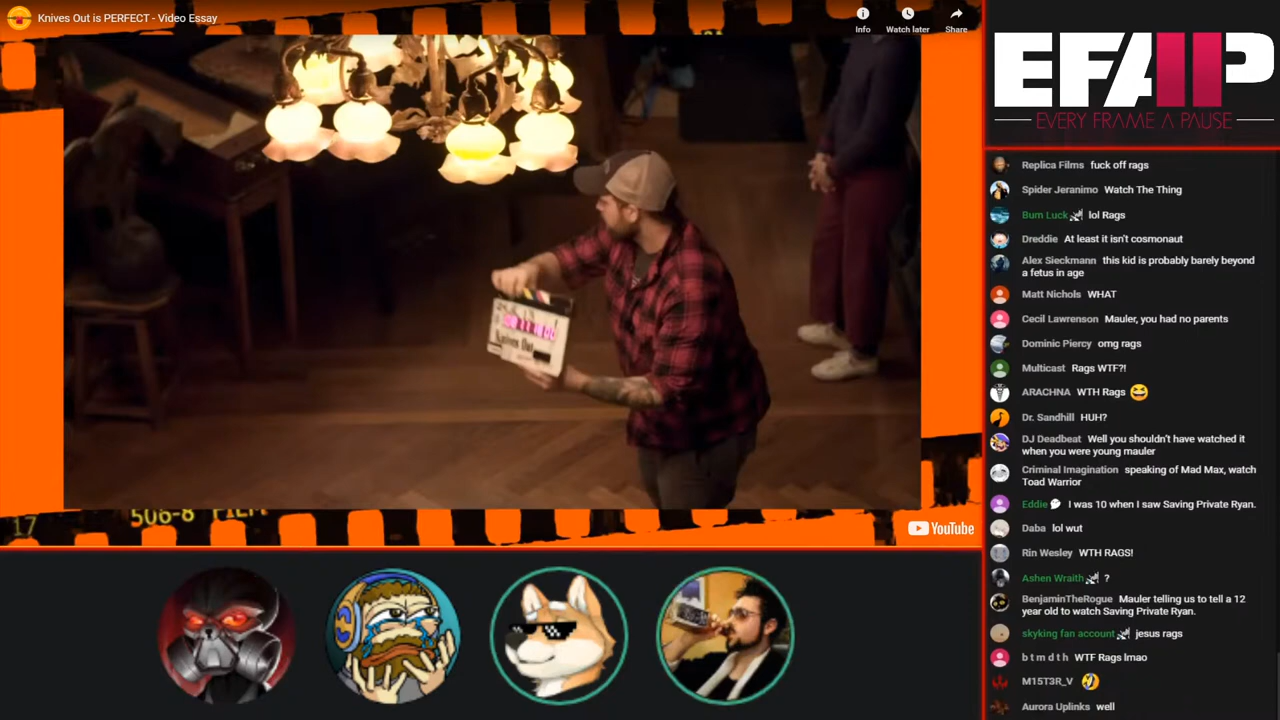 Knives Out is PERFECT - Video Essay
Info
Watch later
Share
Knives Out
17
506-8 FILM
YouTube
EFAP
EVERY FRAME A PAUSE
Replica Films fuck off rags
Spider Jeranimo Watch The Thing
Bum Luck lol Rags
Dreddie At least it isn't cosmonaut
Alex Sieckmann this kid is probably barely beyond
a fetus in age
Matt Nichols WHAT
Cecil Lawrenson Mauler, you had no parents
Dominic Piercy omg rags
Multicast Rags WTF?!
ARACHNA WTH Rags 😆
Dr. Sandhill HUH?
DJ Deadbeat Well you shouldn't have watched it
when you were young mauler
Criminal Imagination speaking of Mad Max, watch
Toad Warrior
Eddie I was 10 when I saw Saving Private Ryan.
Daba lol wut
Rin Wesley WTH RAGS!
Ashen Wraith ?
BenjaminTheRogue Mauler telling us to tell a 12
year old to watch Saving Private Ryan.
skyking fan account jesus rags
b t m d t h WTF Rags lmao
M15T3R_V 🤣
Aurora Uplinks well